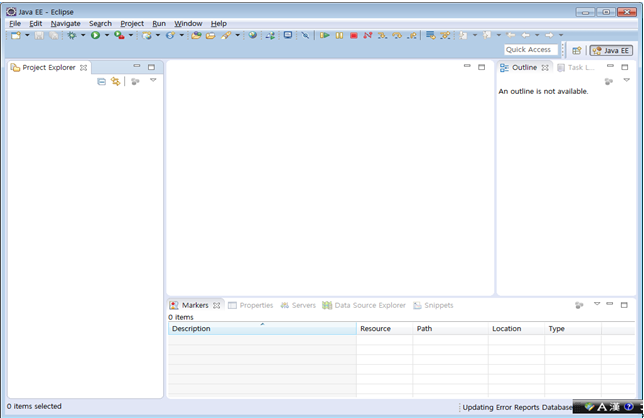 Java EE - Eclipse
File Edit Navigate Search Project Run Window Help
Quick Access Java EE
Project Explorer
Outline Task L...
An outline is not available.
Markers Properties Servers Data Source Explorer Snippets
0 items
Description Resource Path Location Type
0 items selected
Updating Error Reports Database
A 漢 ?